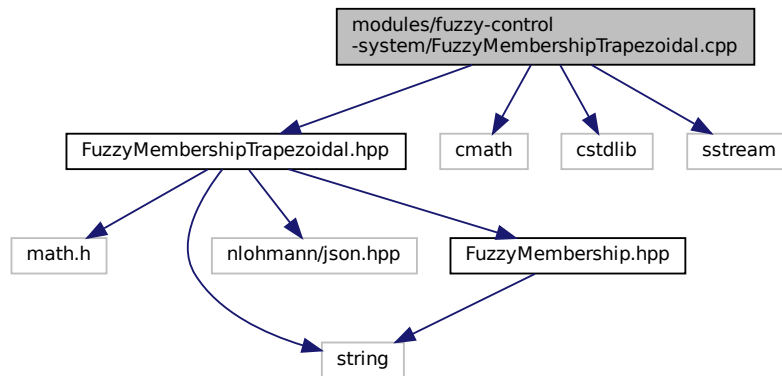 modules/fuzzy-control
-system/FuzzyMembershipTrapezoidal.cpp
FuzzyMembershipTrapezoidal.hpp
cmath
cstdlib
sstream
math.h
nlohmann/json.hpp
FuzzyMembership.hpp
string